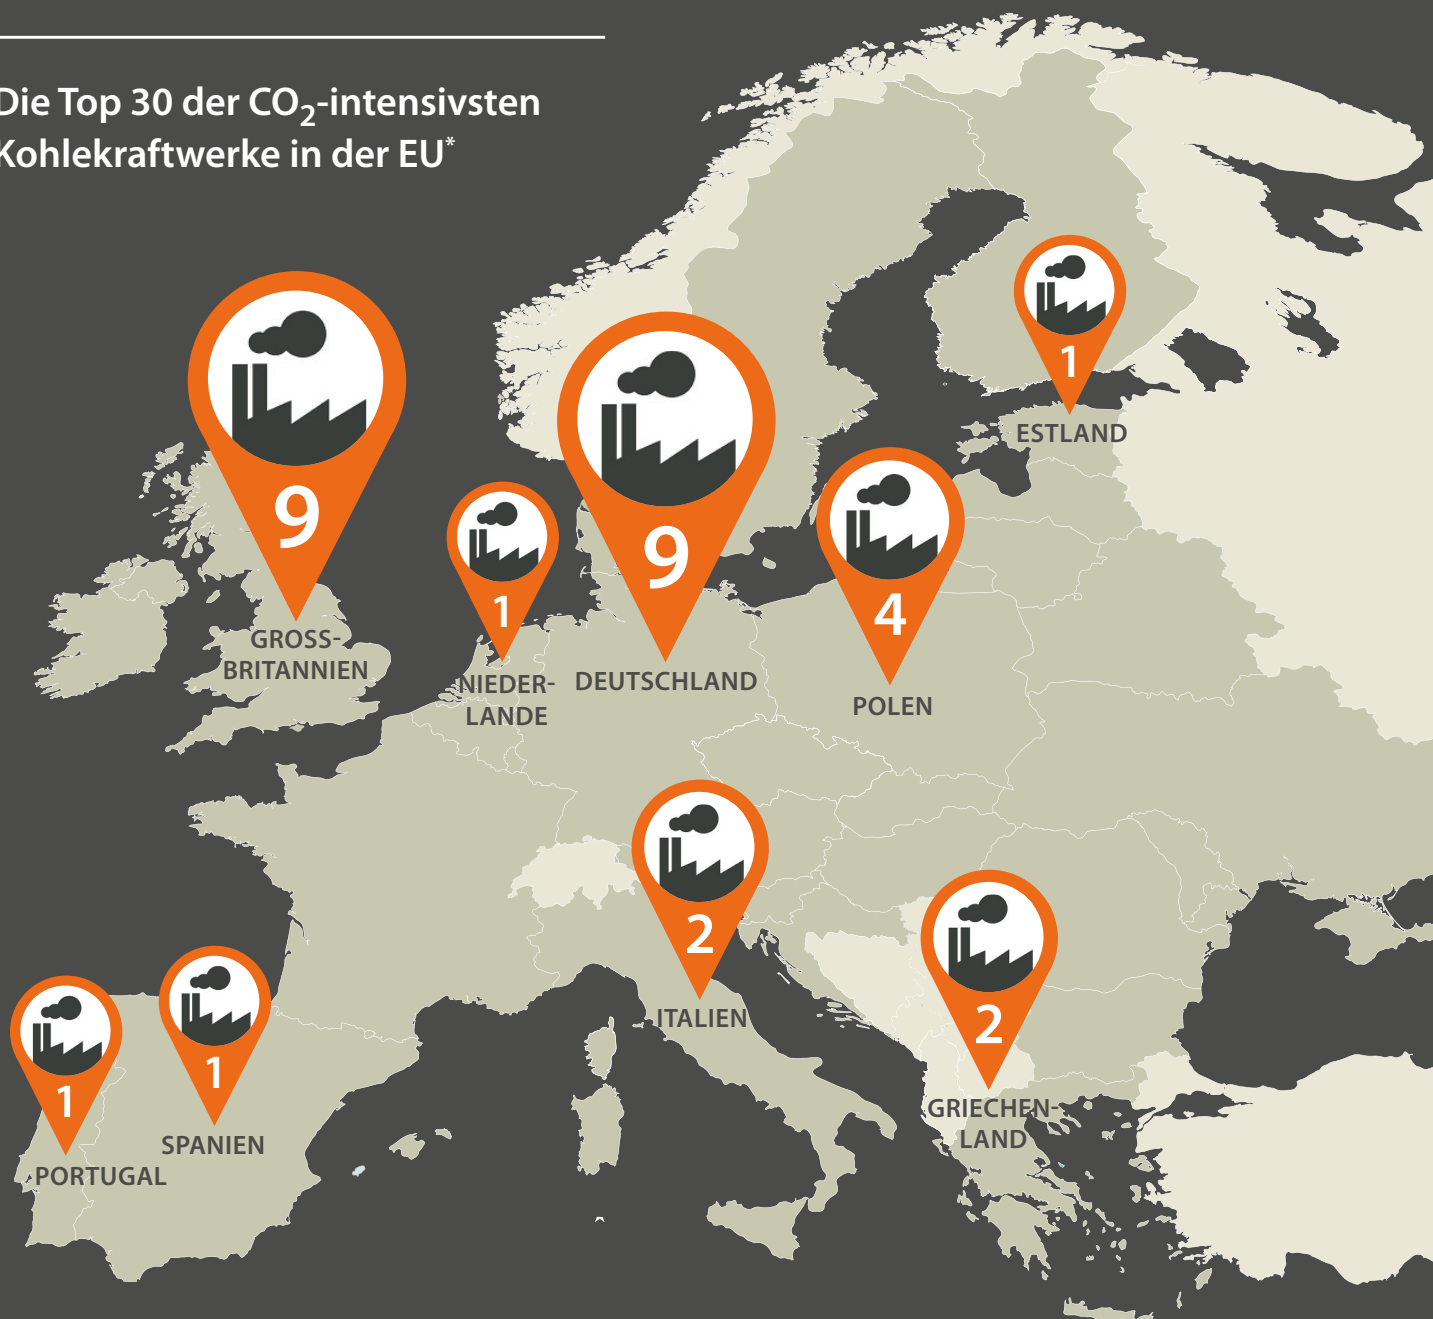 Die Top 30 der CO₂-intensivsten
Kohlekraftwerke in der EU*
1
ESTLAND
9
GROSS-
BRITANNIEN
1
NIEDER-
LANDE
9
DEUTSCHLAND
4
POLEN
2
ITALIEN
2
GRIECHEN-
LAND
1
SPANIEN
1
PORTUGAL